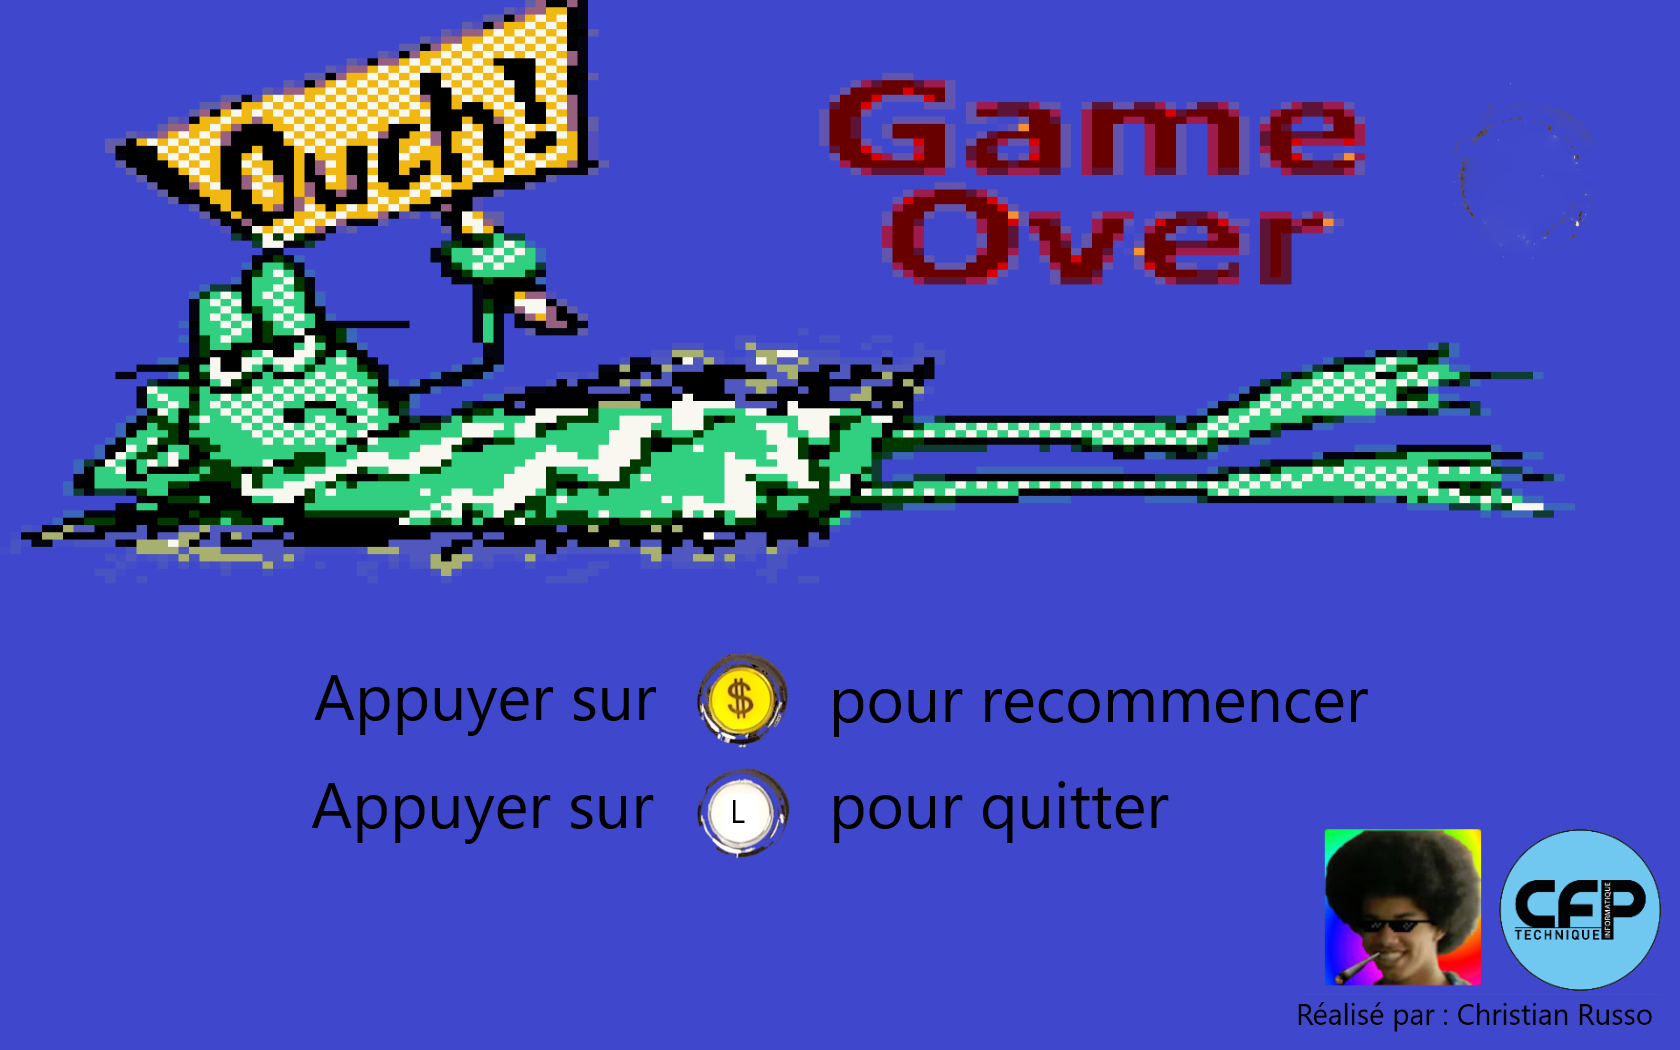 Ouch!
Game
Over
Appuyer sur $ pour recommencer
Appuyer sur L pour quitter
CFP
TECHNIQUE
INFORMATIQUE
Réalisé par : Christian Russo